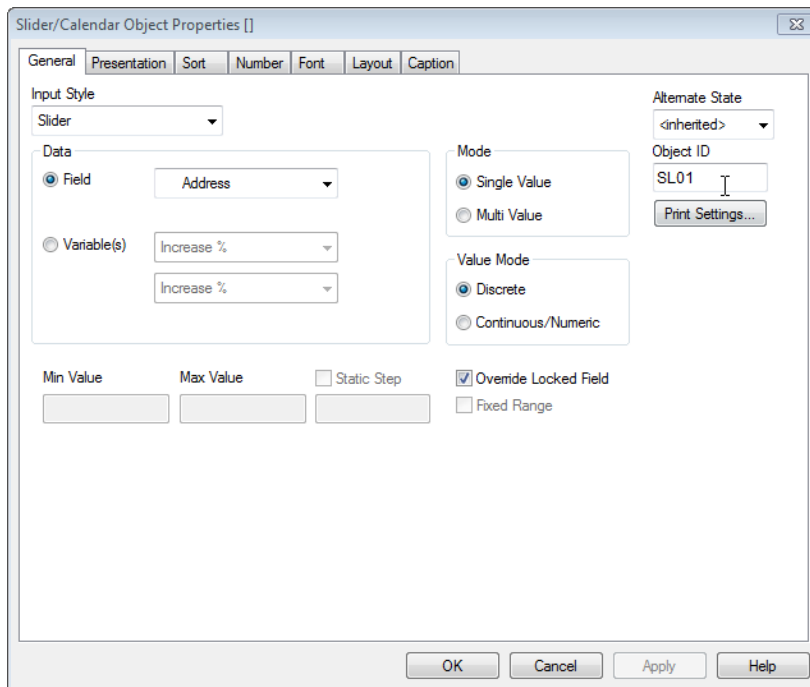 Slider/Calendar Object Properties []
General Presentation Sort Number Font Layout Caption
Input Style
Slider
Alternate State
<inherited>
Object ID
SL01
Print Settings...
Data
Field Address
Variable(s) Increase %
Increase %
Mode
Single Value
Multi Value
Value Mode
Discrete
Continuous/Numeric
Min Value Max Value Static Step
Override Locked Field
Fixed Range
OK Cancel Apply Help